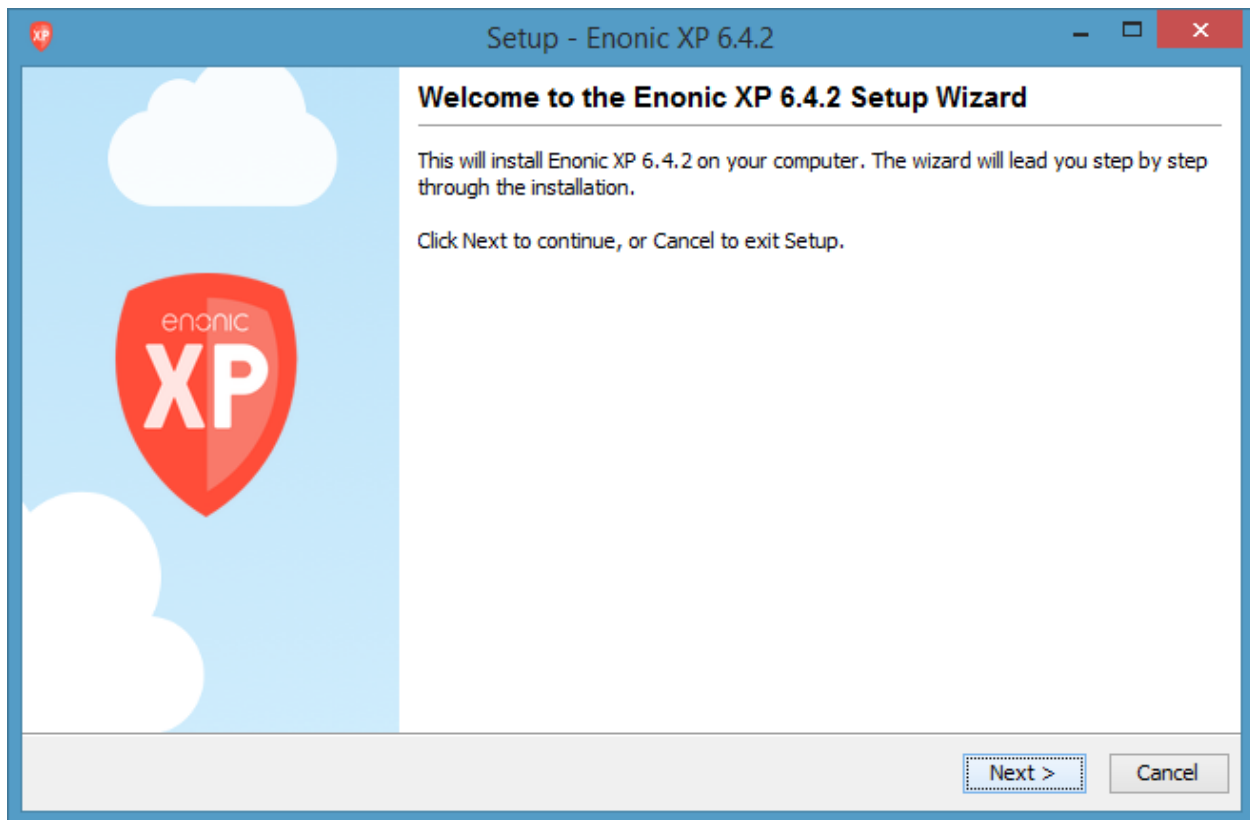 XP
Setup - Enonic XP 6.4.2
Welcome to the Enonic XP 6.4.2 Setup Wizard
This will install Enonic XP 6.4.2 on your computer. The wizard will lead you step by step
through the installation.
Click Next to continue, or Cancel to exit Setup.
enonic
XP
Next >
Cancel